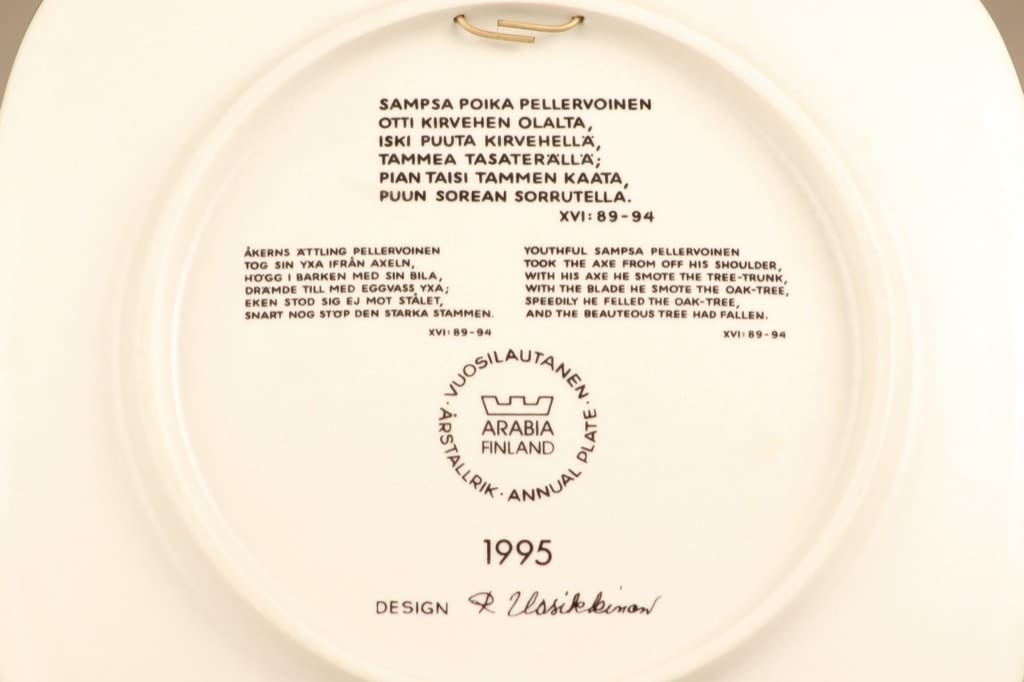 SAMPSA POIKA PELLERVOINEN
OTTI KIRVEHEN OLALTA,
ISKI PUUTA KIRVEHELLÄ,
TAMMEA TASATERÄLLÄ;
PIAN TAISI TAMMEN KAATA,
PUUN SOREAN SORRUTELLA.
XVI: 89-94
ÅKERNS ÄTTLING PELLERVOINEN
TOG SIN YXA IFRÅN AXELN,
HÖGG I BARKEN MED SIN BILA,
DRÄMDE TILL MED EGGVASS YXA;
EKEN STOD SIG EJ MOT STÅLET,
SNART NOG STÖP DEN STARKA STAMMEN.
XVI: 89-94
YOUTHFUL SAMPSA PELLERVOINEN
TOOK THE AXE FROM OFF HIS SHOULDER,
WITH HIS AXE HE SMOTE THE TREE-TRUNK,
WITH THE BLADE HE SMOTE THE OAK-TREE,
SPEEDILY HE FELLED THE OAK-TREE,
AND THE BEAUTEOUS TREE HAD FALLEN.
XVI: 89-94
· VUOSILAUTANEN · ANNUAL PLATE · ÅRSTALLRIK
ARABIA
FINLAND
1995
DESIGN R Uosikkinen